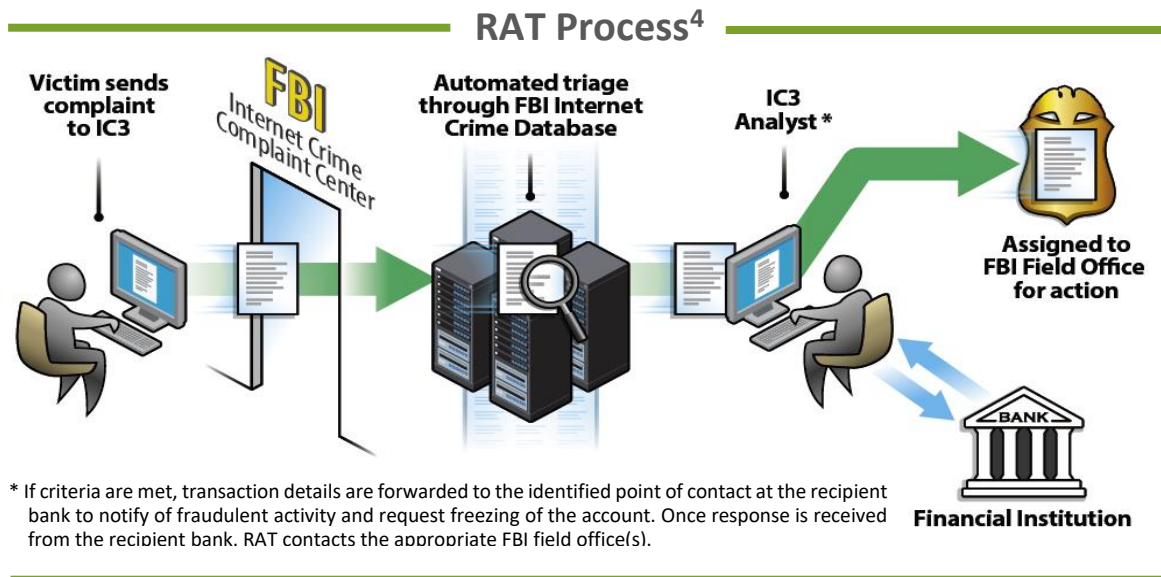 RAT Process4
Victim sends
complaint
to IC3
FBI
Internet Crime
Complaint Center
Automated triage
through FBI Internet
Crime Database
IC3
Analyst *
Assigned to
FBI Field Office
for action
BANK
Financial Institution
* If criteria are met, transaction details are forwarded to the identified point of contact at the recipient
bank to notify of fraudulent activity and request freezing of the account. Once response is received
from the recipient bank, RAT contacts the appropriate FBI field office(s).